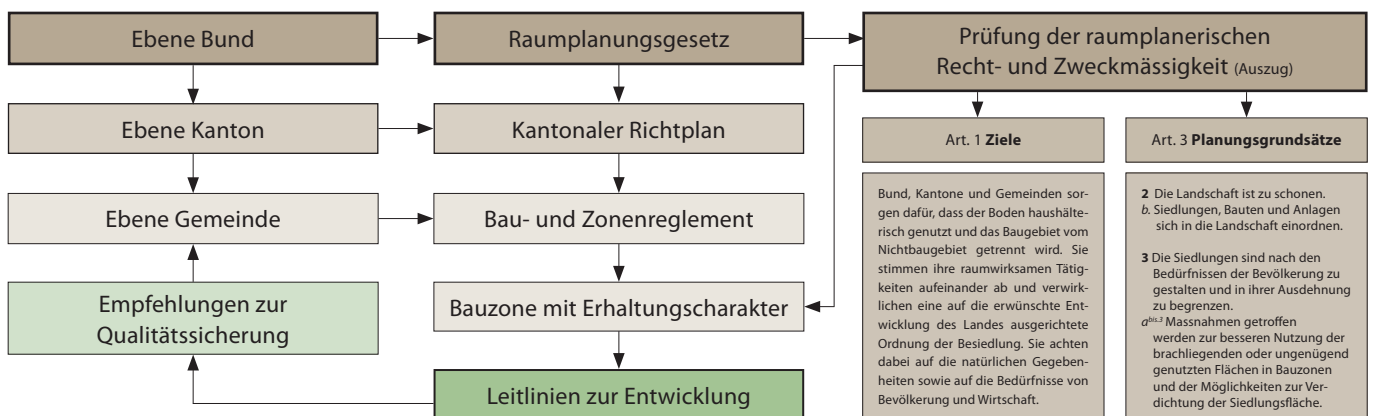 Ebene Bund
Raumplanungsgesetz
Prüfung der raumplanerischen
Recht- und Zweckmässigkeit (Auszug)
Ebene Kanton
Kantonaler Richtplan
Art. 1 Ziele
Art. 3 Planungsgrundsätze
Ebene Gemeinde
Bau- und Zonenreglement
Empfehlungen zur
Qualitätssicherung
Bauzone mit Erhaltungscharakter
Leitlinien zur Entwicklung
Bund, Kantone und Gemeinden sor-
gen dafür, dass der Boden haushälte-
risch genutzt und das Baugebiet vom
Nichtbaugebiet getrennt wird. Sie
stimmen ihre raumwirksamen Tätig-
keiten aufeinander ab und verwirk-
lichen eine auf die erwünschte Ent-
wicklung des Landes ausgerichtete
Ordnung der Besiedlung. Sie achten
dabei auf die natürlichen Gegeben-
heiten sowie auf die Bedürfnisse von
Bevölkerung und Wirtschaft.
2 Die Landschaft ist zu schonen.
b. Siedlungen, Bauten und Anlagen
sich in die Landschaft einordnen.
3 Die Siedlungen sind nach den
Bedürfnissen der Bevölkerung zu
gestalten und in ihrer Ausdehnung
zu begrenzen.
abis.3 Massnahmen getroffen
werden zur besseren Nutzung der
brachliegenden oder ungenügend
genutzten Flächen in Bauzonen
und der Möglichkeiten zur Ver-
dichtung der Siedlungsfläche.